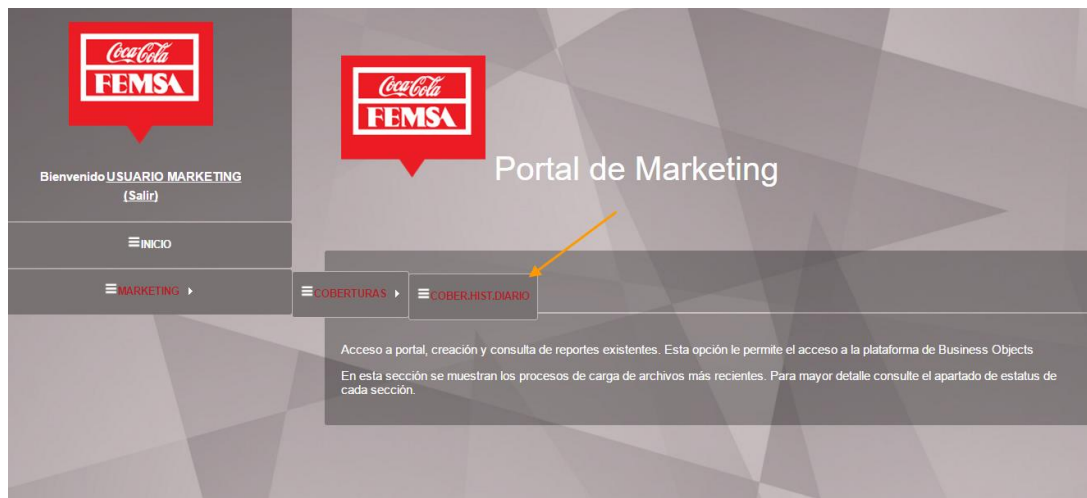 Coca-Cola
FEMSA
Bienvenido USUARIO MARKETING
(Salir)
INICIO
MARKETING
Coca-Cola
FEMSA
Portal de Marketing
COBERTURAS
COBER.HIST.DIARIO
Acceso a portal, creación y consulta de reportes existentes. Esta opción le permite el acceso a la plataforma de Business Objects
En esta sección se muestran los procesos de carga de archivos más recientes. Para mayor detalle consulte el apartado de estatus de
cada sección.